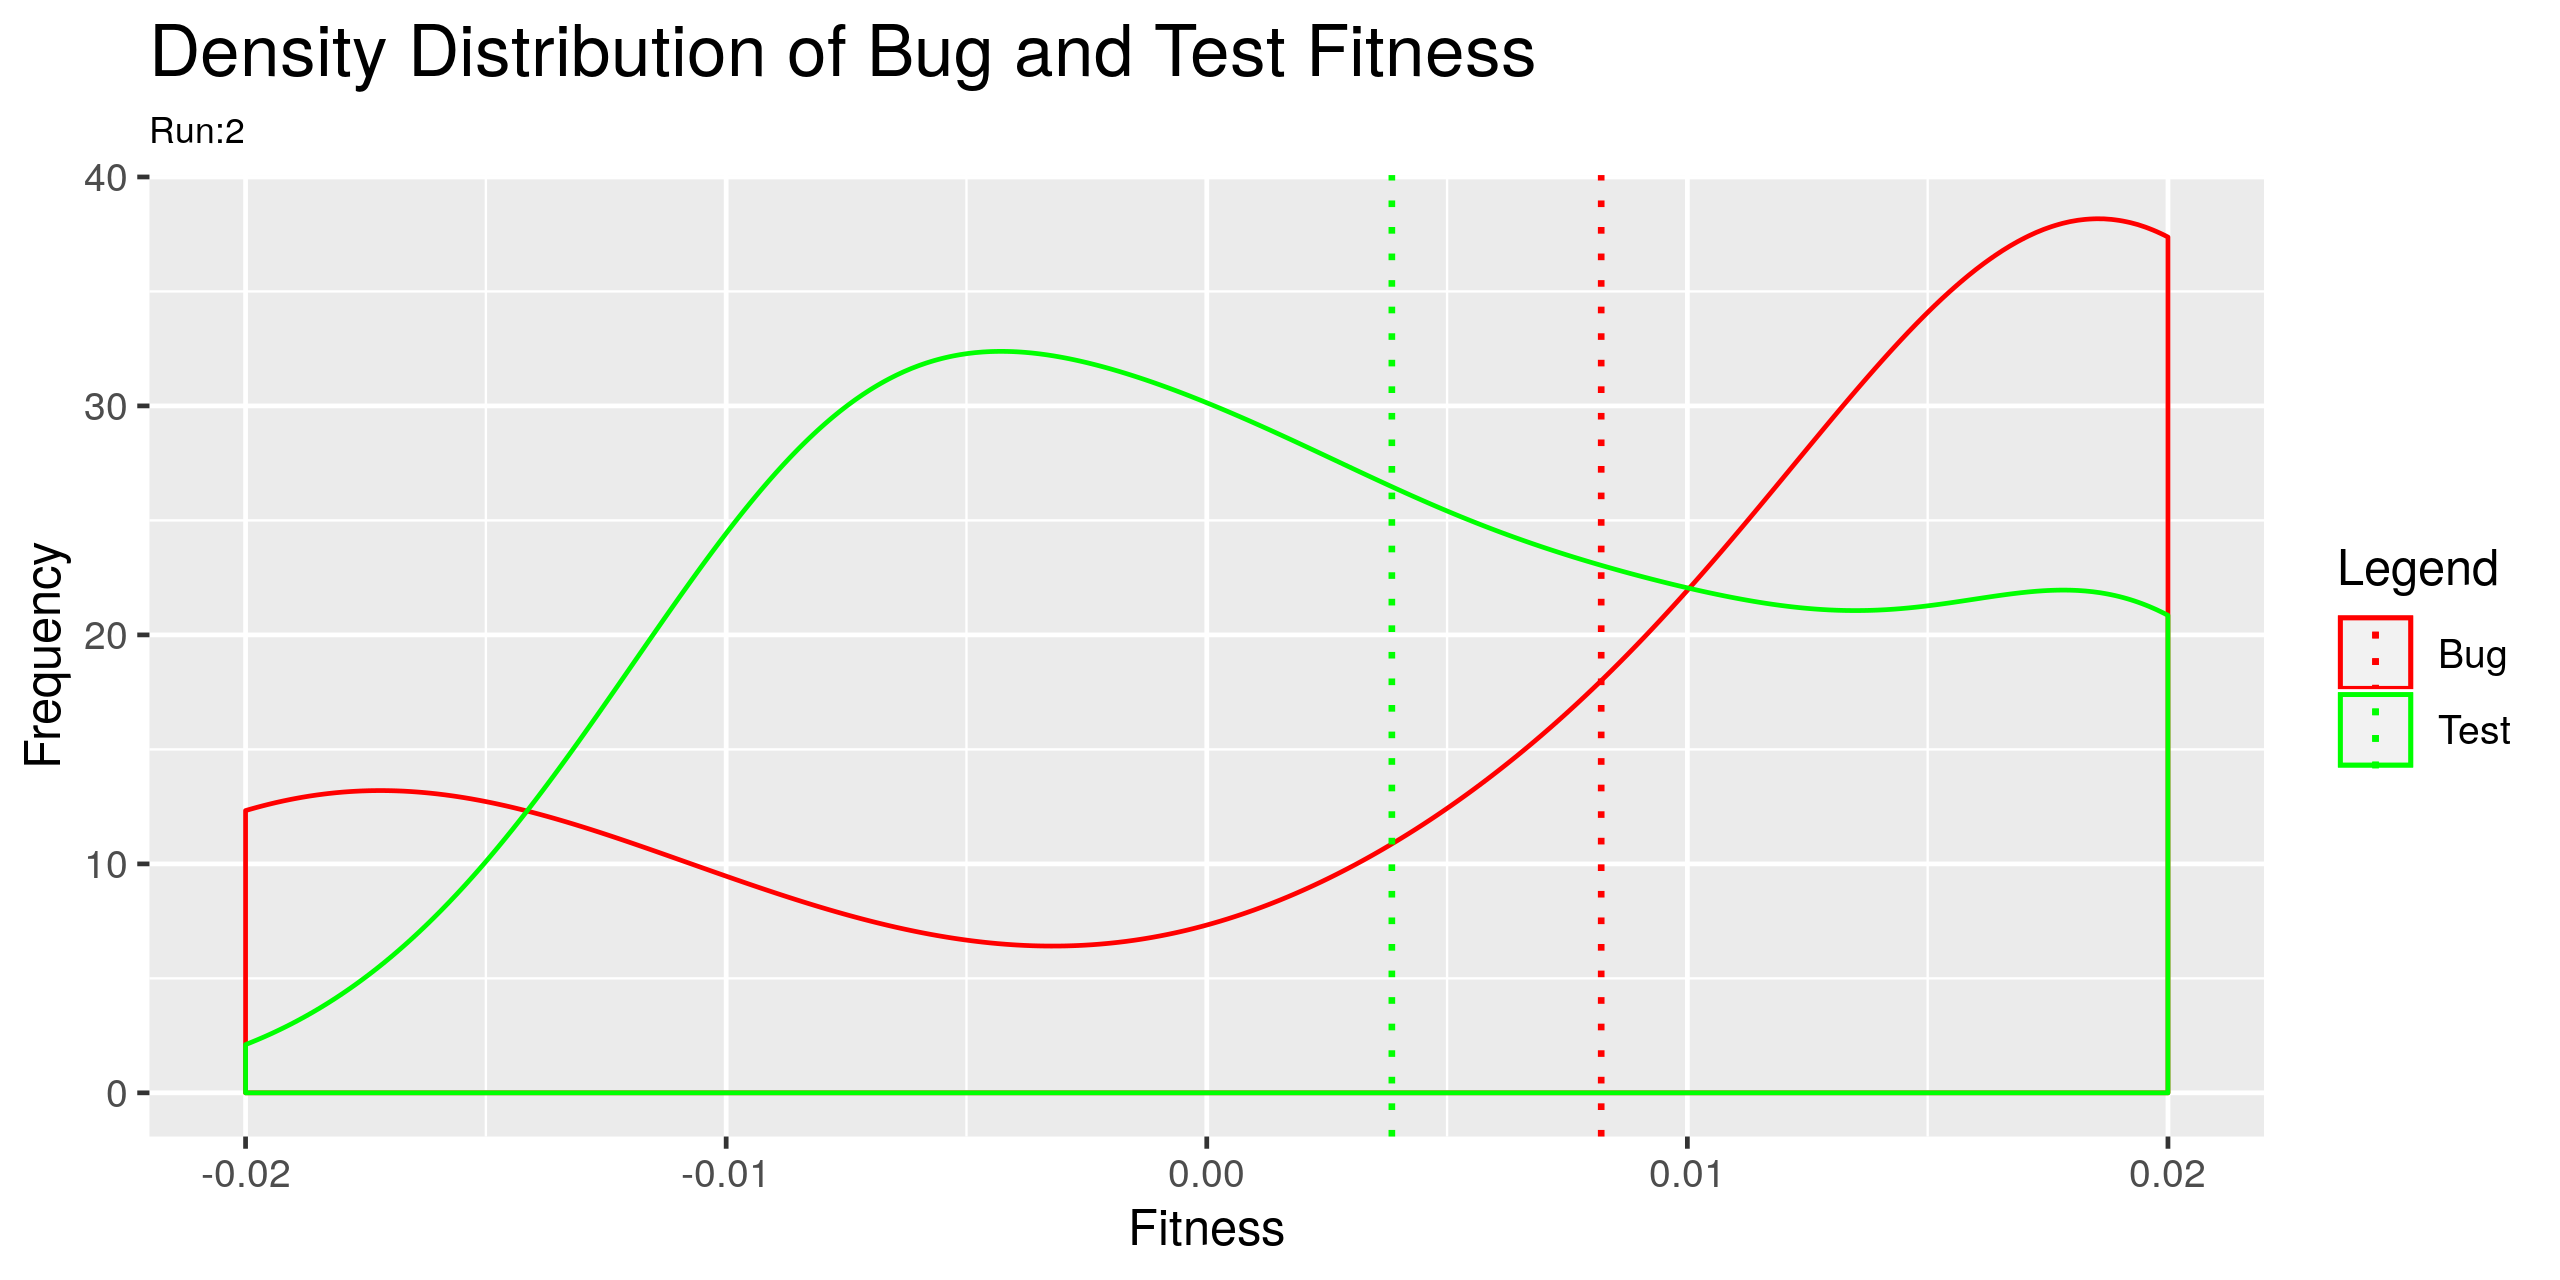 Density Distribution of Bug and Test Fitness
Run:2
40
30
20
10
0
Frequency
-0.02 -0.01 0.00 0.01 0.02
Fitness
Legend
Bug
Test